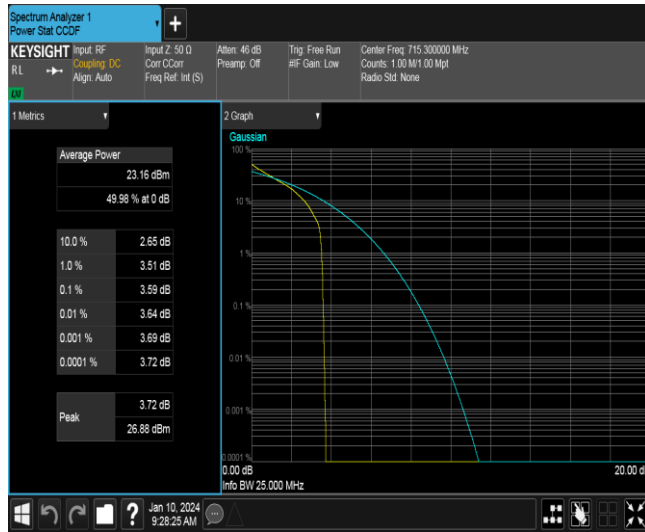 Spectrum Analyzer 1
Power Stat CCDF
+
KEYSIGHT
RL
Input: RF
Coupling: DC
Align: Auto
Input Z: 50 Ω
Corr CCorr
Freq Ref: Int (S)
Atten: 46 dB
Preamp: Off
Trig: Free Run
#IF Gain: Low
Center Freq: 715.300000 MHz
Counts: 1.00 M/1.00 Mpt
Radio Std: None
LXI
1 Metrics
Average Power
23.16 dBm
49.98 % at 0 dB
10.0 % 2.65 dB
1.0 % 3.51 dB
0.1 % 3.59 dB
0.01 % 3.64 dB
0.001 % 3.69 dB
0.0001 % 3.72 dB
Peak
3.72 dB
26.88 dBm
2 Graph
Gaussian
100 %
10 %
1 %
0.1 %
0.01 %
0.001 %
0.0001 %
0.00 dB 20.00 d
Info BW 25.000 MHz
?
Jan 10, 2024
9:28:25 AM